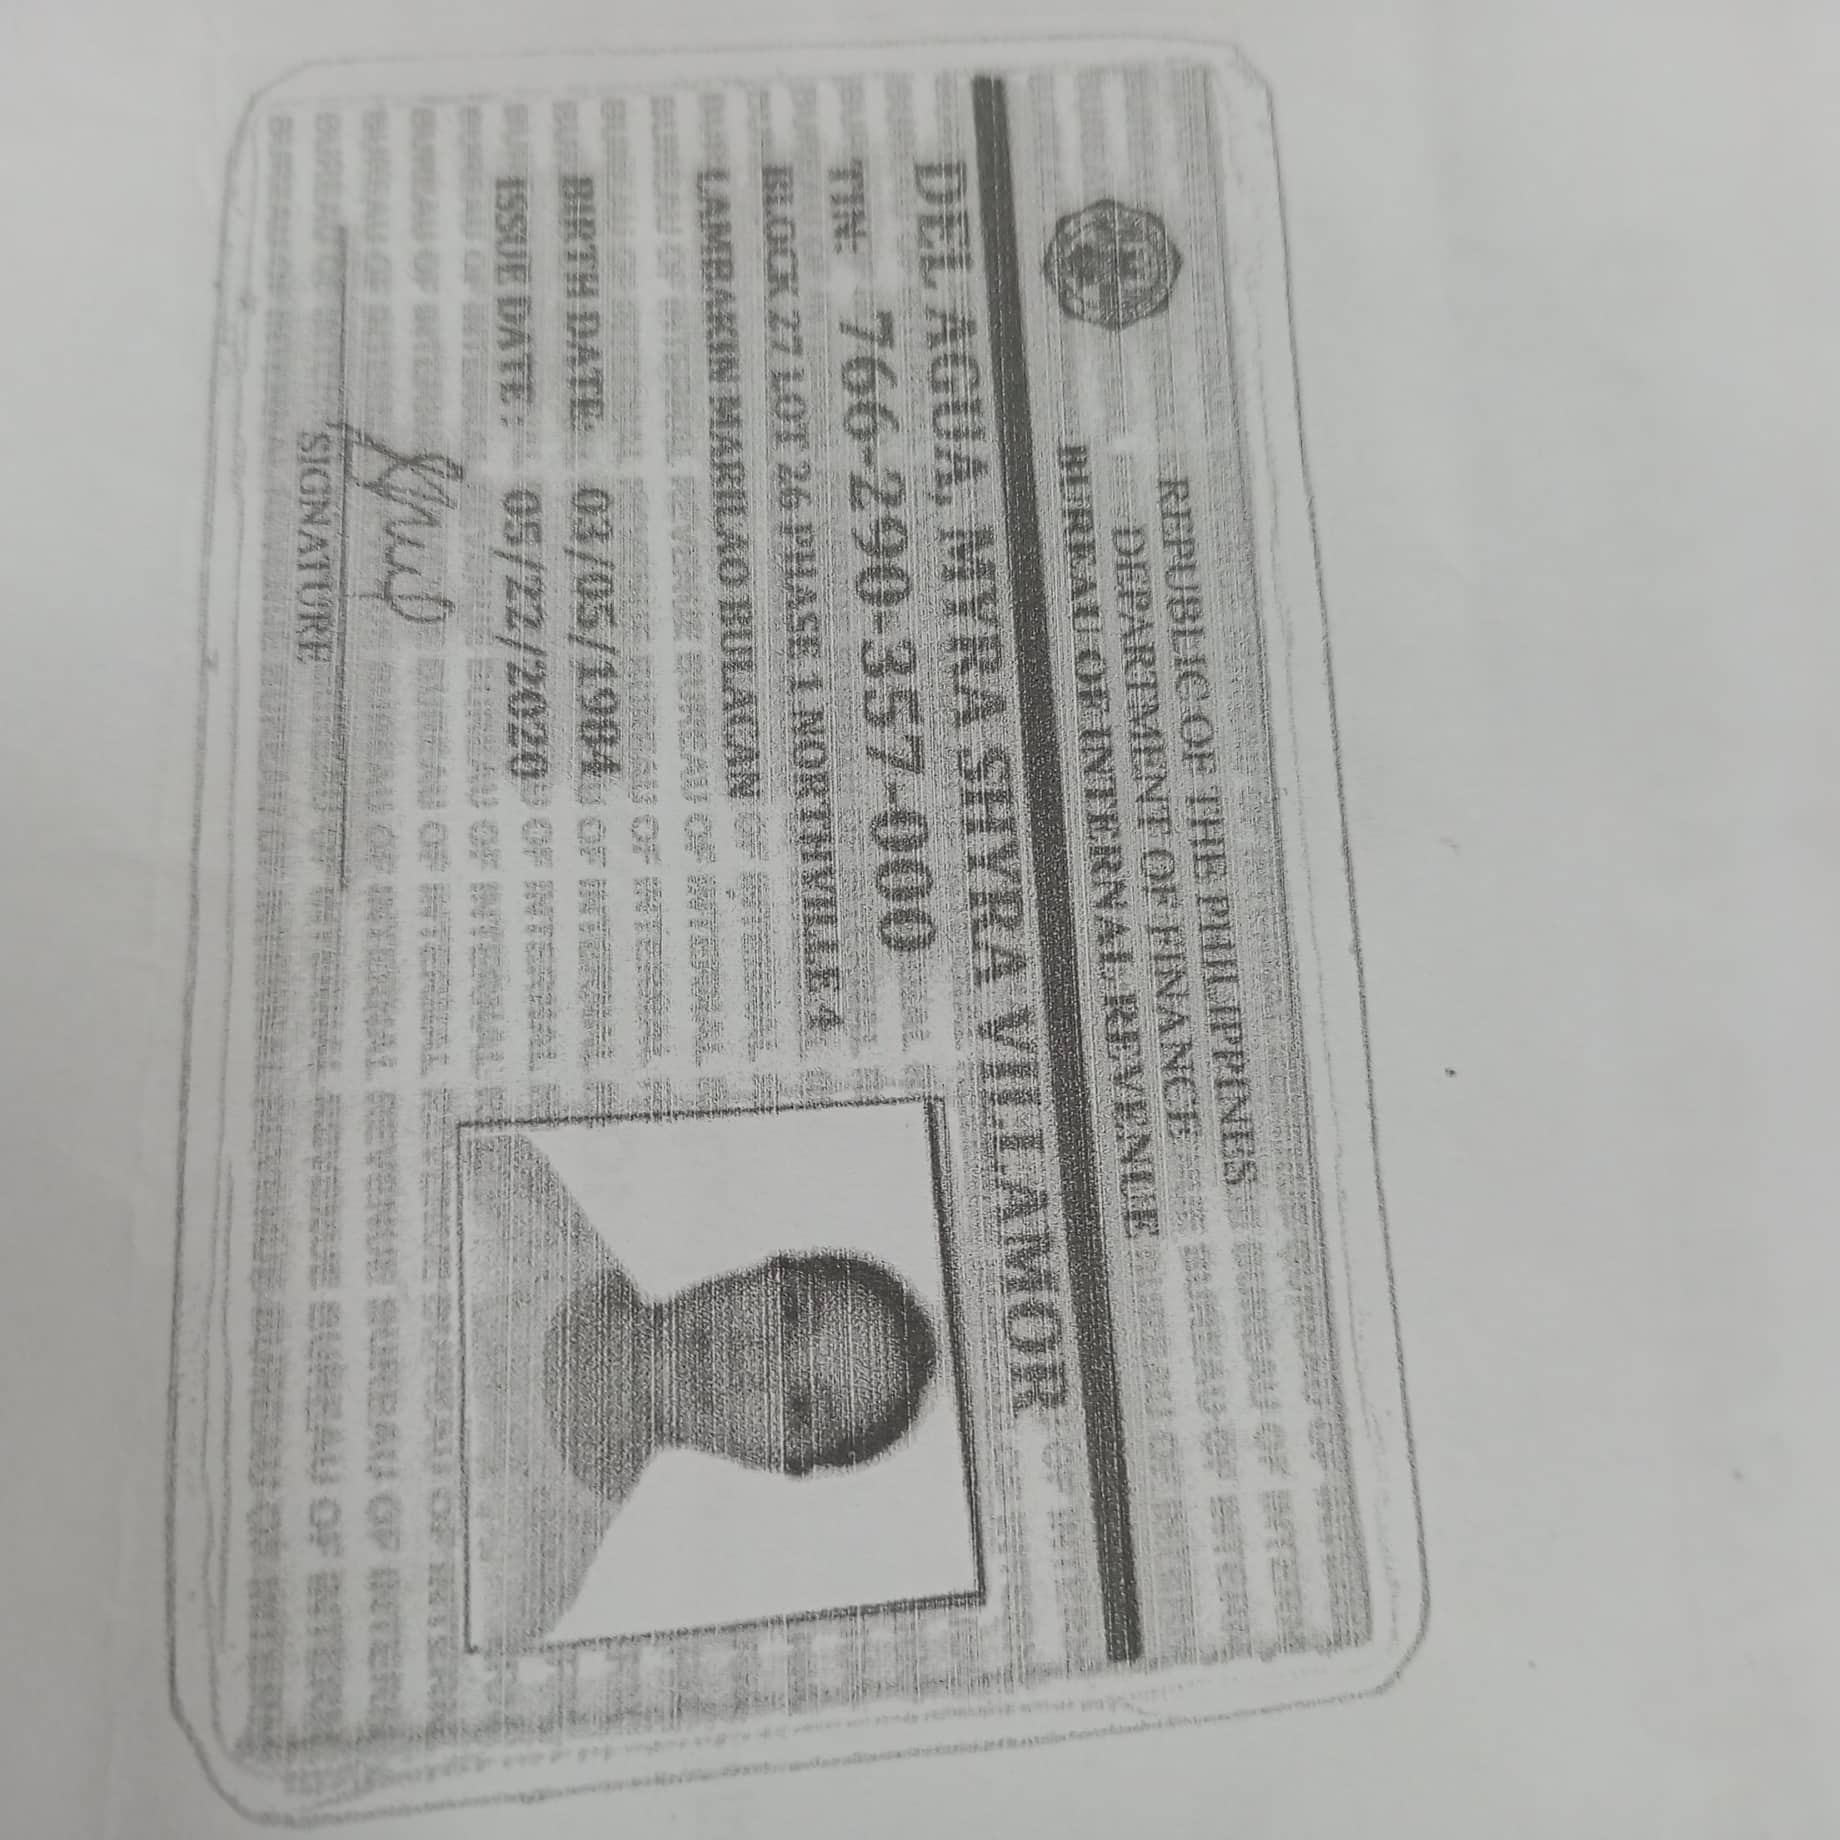 REPUBLIC OF THE PHILIPPINES
DEPARTMENT OF FINANCE
BUREAU OF INTERNAL REVENUE
DEL AGUA, MYRA SHYRA VILLAMOR
TIN: 766-290-357-000
BLOCK 27 LOT 26 PHASE 1 NORTHVILLE 4
LAMBAKIN MARILAO BULACAN
BIRTH DATE: 03/05/1984
ISSUE DATE: 05/22/2020
SIGNATURE